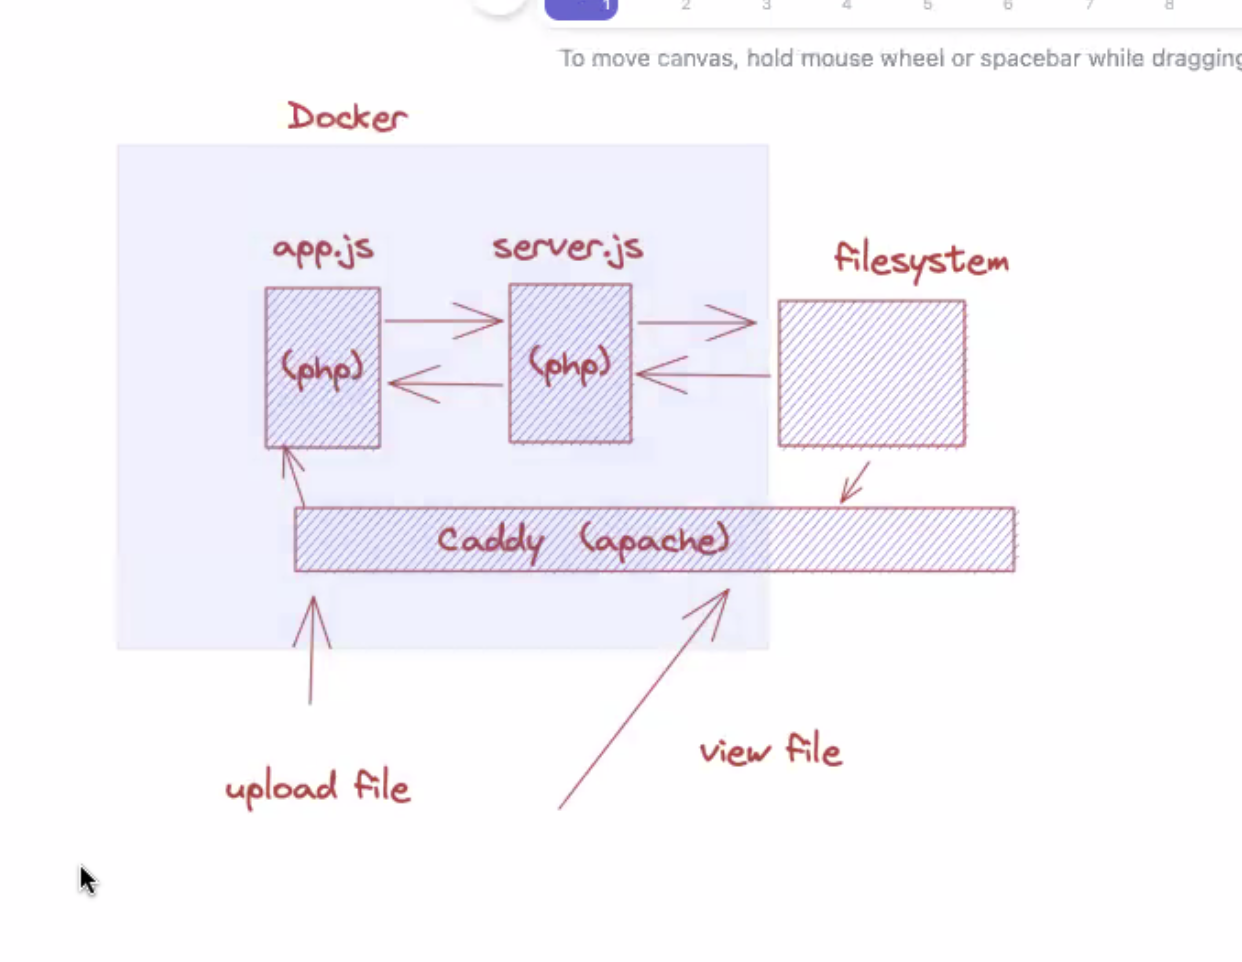 1 2 3 4 5 6 7 8
To move canvas, hold mouse wheel or spacebar while dragging
Docker
app.js server.js filesystem
(php) (php)
Caddy (apache)
view file
upload file